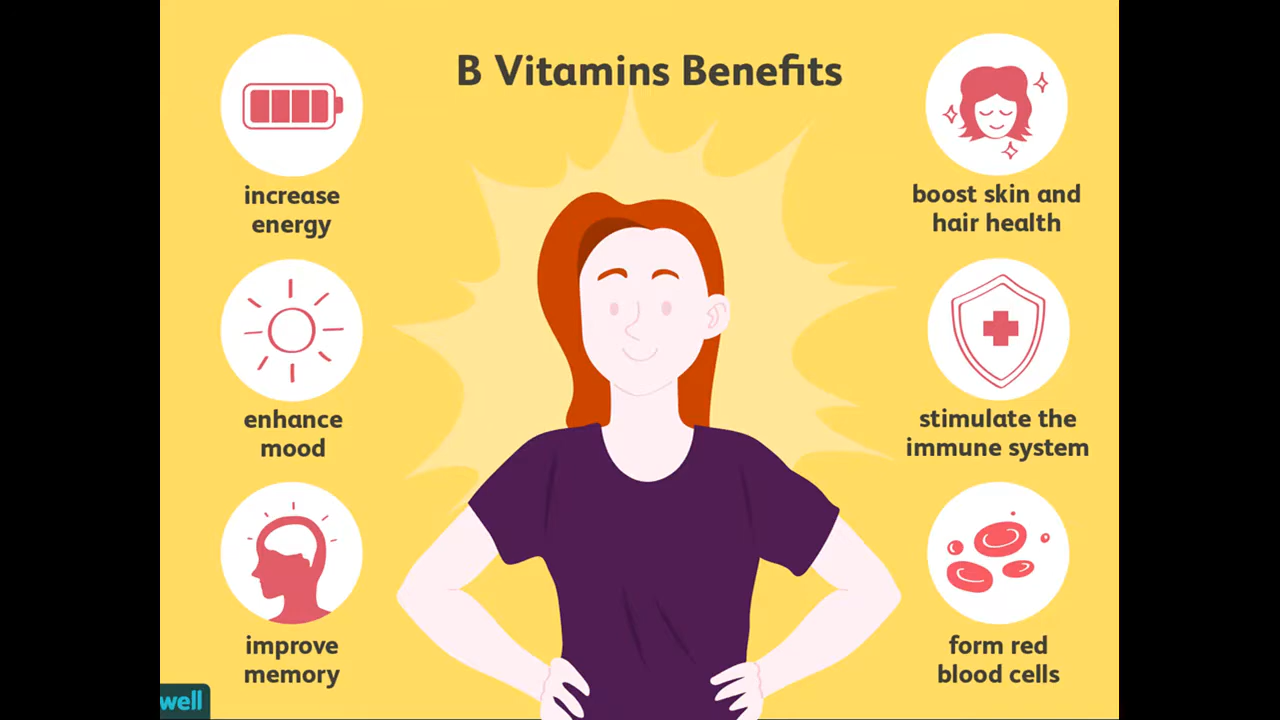 B Vitamins Benefits
increase
energy
boost skin and
hair health
enhance
mood
stimulate the
immune system
improve
memory
form red
blood cells
well